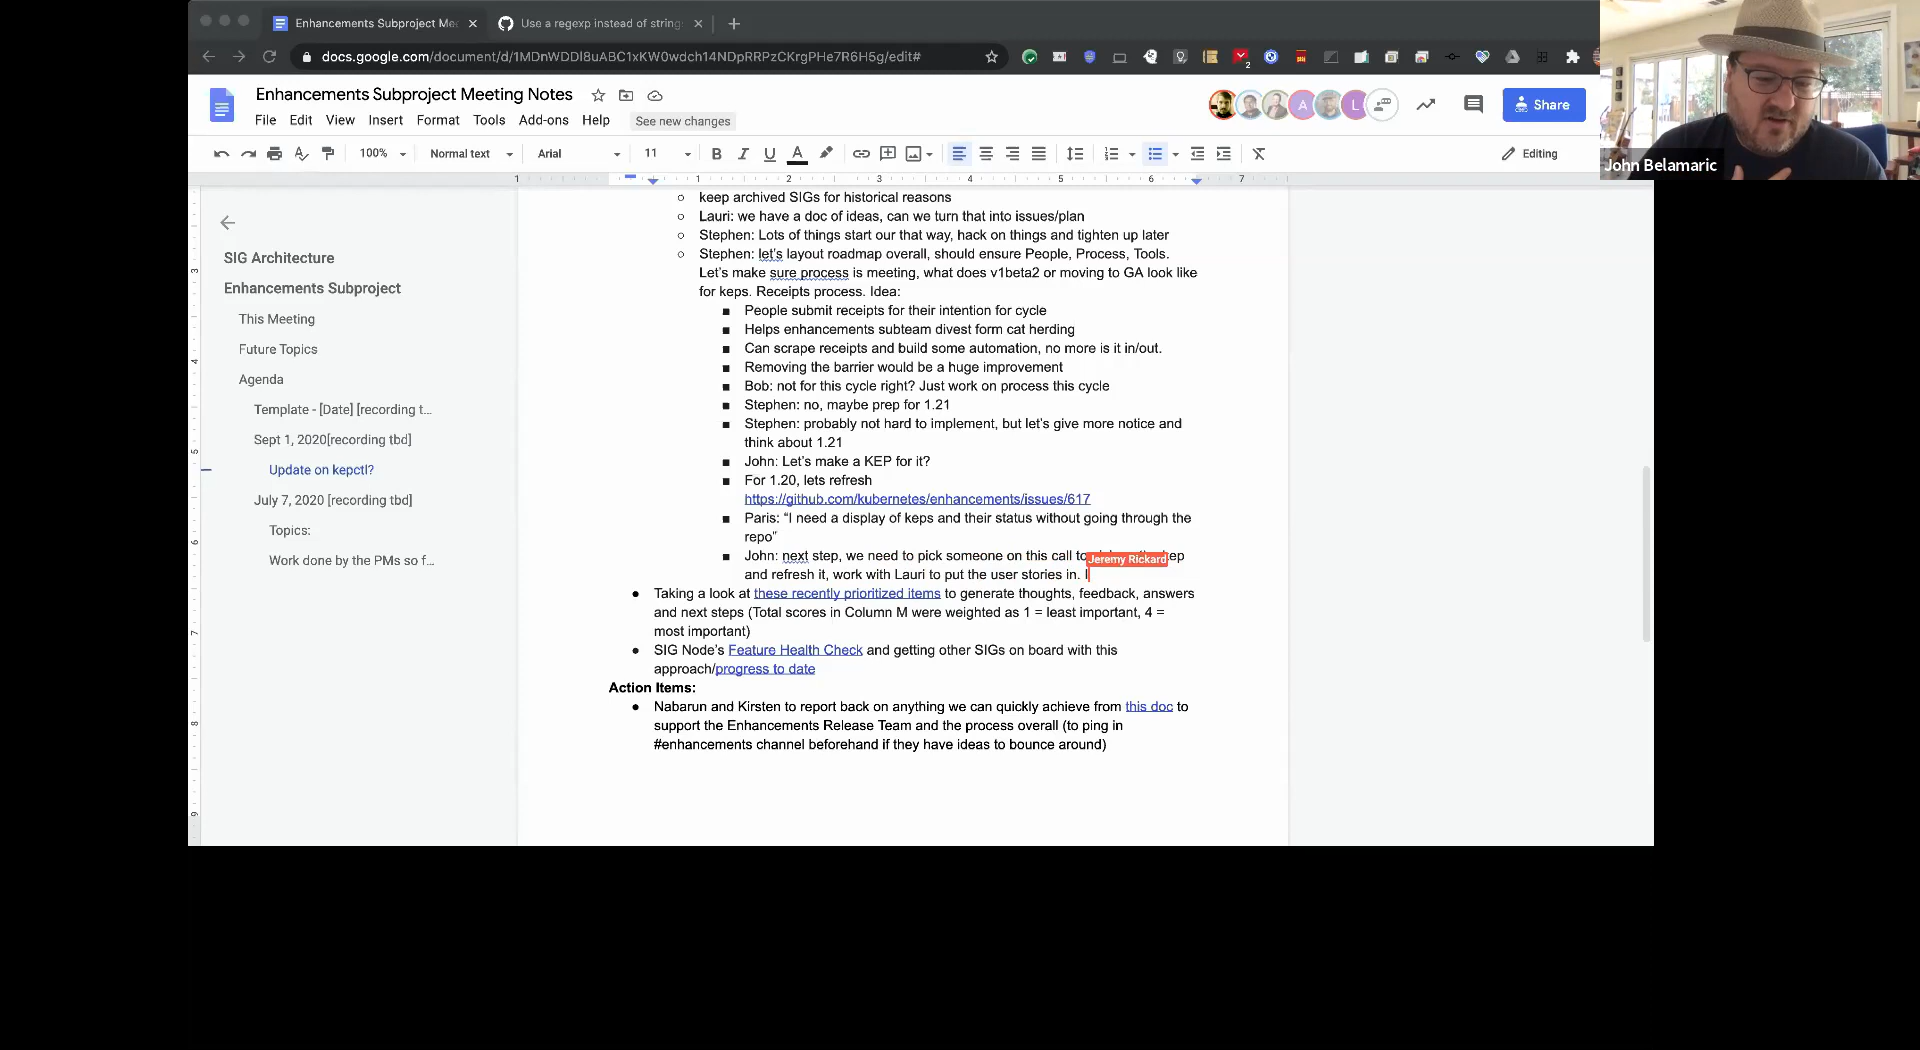 Enhancements Subproject Mee
Use a regexp instead of string
docs.google.com/document/d/1MDnWDDl8uABC1xKW0wdch14NDpRRPzCKrgPHe7R6H5g/edit#
2
Enhancements Subproject Meeting Notes
File Edit View Insert Format Tools Add-ons Help See new changes
A L
Share
John Belamaric
100% Normal text Arial 11 B I U A Editing
1 1 2 3 4 5 6 7
keep archived SIGs for historical reasons
Lauri: we have a doc of ideas, can we turn that into issues/plan
Stephen: Lots of things start our that way, hack on things and tighten up later
Stephen: let's layout roadmap overall, should ensure People, Process, Tools.
Let's make sure process is meeting, what does v1beta2 or moving to GA look like
for keps. Receipts process. Idea:
People submit receipts for their intention for cycle
Helps enhancements subteam divest form cat herding
Can scrape receipts and build some automation, no more is it in/out.
Removing the barrier would be a huge improvement
Bob: not for this cycle right? Just work on process this cycle
Stephen: no, maybe prep for 1.21
Stephen: probably not hard to implement, but let's give more notice and
think about 1.21
John: Let's make a KEP for it?
For 1.20, lets refresh
https://github.com/kubernetes/enhancements/issues/617
Paris: "I need a display of keps and their status without going through the
repo"
John: next step, we need to pick someone on this call to
Jeremy Rickard
and refresh it, work with Lauri to put the user stories in. I
Taking a look at these recently prioritized items to generate thoughts, feedback, answers
and next steps (Total scores in Column M were weighted as 1 = least important, 4 =
most important)
SIG Node's Feature Health Check and getting other SIGs on board with this
approach/progress to date
Action Items:
Nabarun and Kirsten to report back on anything we can quickly achieve from this doc to
support the Enhancements Release Team and the process overall (to ping in
#enhancements channel beforehand if they have ideas to bounce around)
SIG Architecture
Enhancements Subproject
This Meeting
Future Topics
Agenda
Template - [Date] [recording t...
Sept 1, 2020[recording tbd]
Update on kepctl?
July 7, 2020 [recording tbd]
Topics:
Work done by the PMs so f...
3
4
5
6
7
8
9